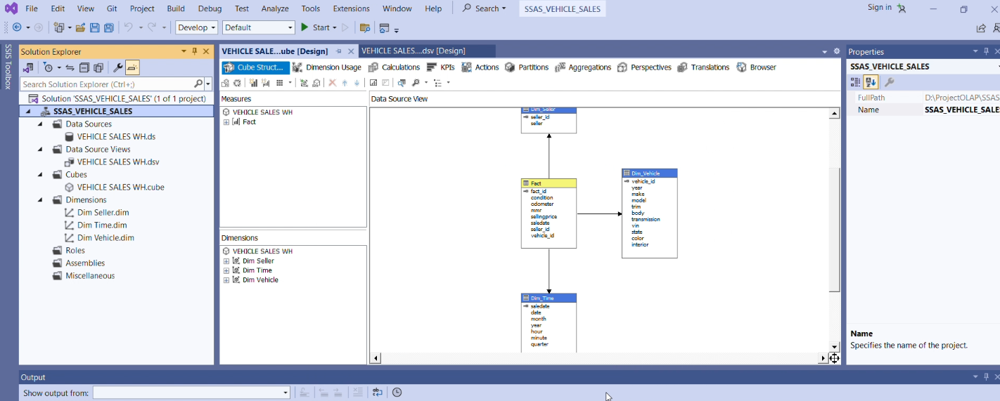 File Edit View Git Project Build Debug Test Analyze Tools Extensions Window Help Search SSAS_VEHICLE_SALES Sign in
Develop Default Start
SSIS Toolbox
Solution Explorer
Search Solution Explorer (Ctrl+;)
Solution 'SSAS_VEHICLE_SALES' (1 of 1 project)
SSAS_VEHICLE_SALES
Data Sources
VEHICLE SALES WH.ds
Data Source Views
VEHICLE SALES WH.dsv
Cubes
VEHICLE SALES WH.cube
Dimensions
Dim Seller.dim
Dim Time.dim
Dim Vehicle.dim
Roles
Assemblies
Miscellaneous
VEHICLE SALE...ube [Design] VEHICLE SALES....dsv [Design]
Cube Struct... Dimension Usage Calculations KPIs Actions Partitions Aggregations Perspectives Translations Browser
Measures
VEHICLE SALES WH
Fact
Dimensions
VEHICLE SALES WH
Dim Seller
Dim Time
Dim Vehicle
Data Source View
Dim_Seller
seller_id
seller
Fact
fact_id
condition
odometer
mmr
sellingprice
saledate
seller_id
vehicle_id
Dim_Vehicle
vehicle_id
year
make
model
trim
body
transmission
vin
state
color
interior
Dim_Time
saledate
date
month
year
hour
minute
quarter
Properties
SSAS_VEHICLE_SALES
FullPath D:\ProjectOLAP\SSAS
Name SSAS_VEHICLE_SALE
Name
Specifies the name of the project.
Output
Show output from: